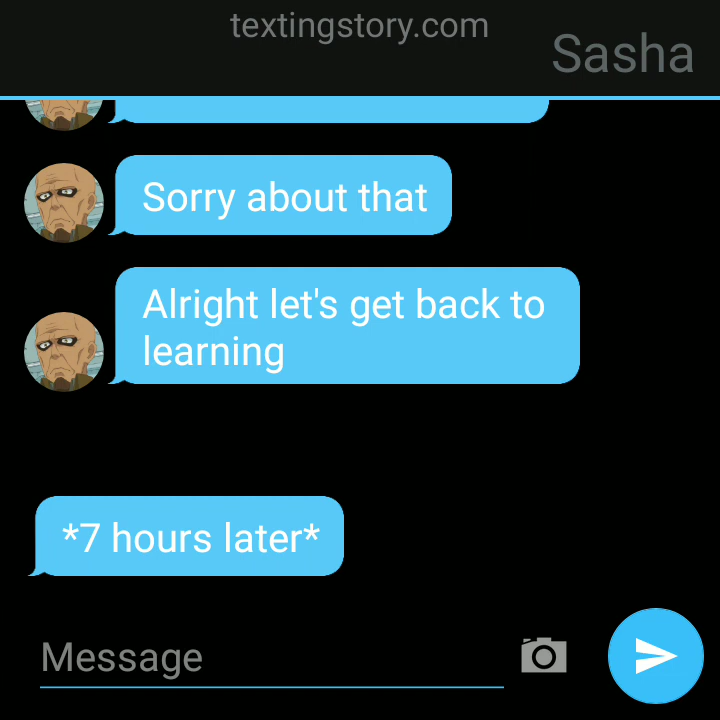 textingstory.com
Sasha
Sorry about that
Alright let's get back to
learning
*7 hours later*
Message